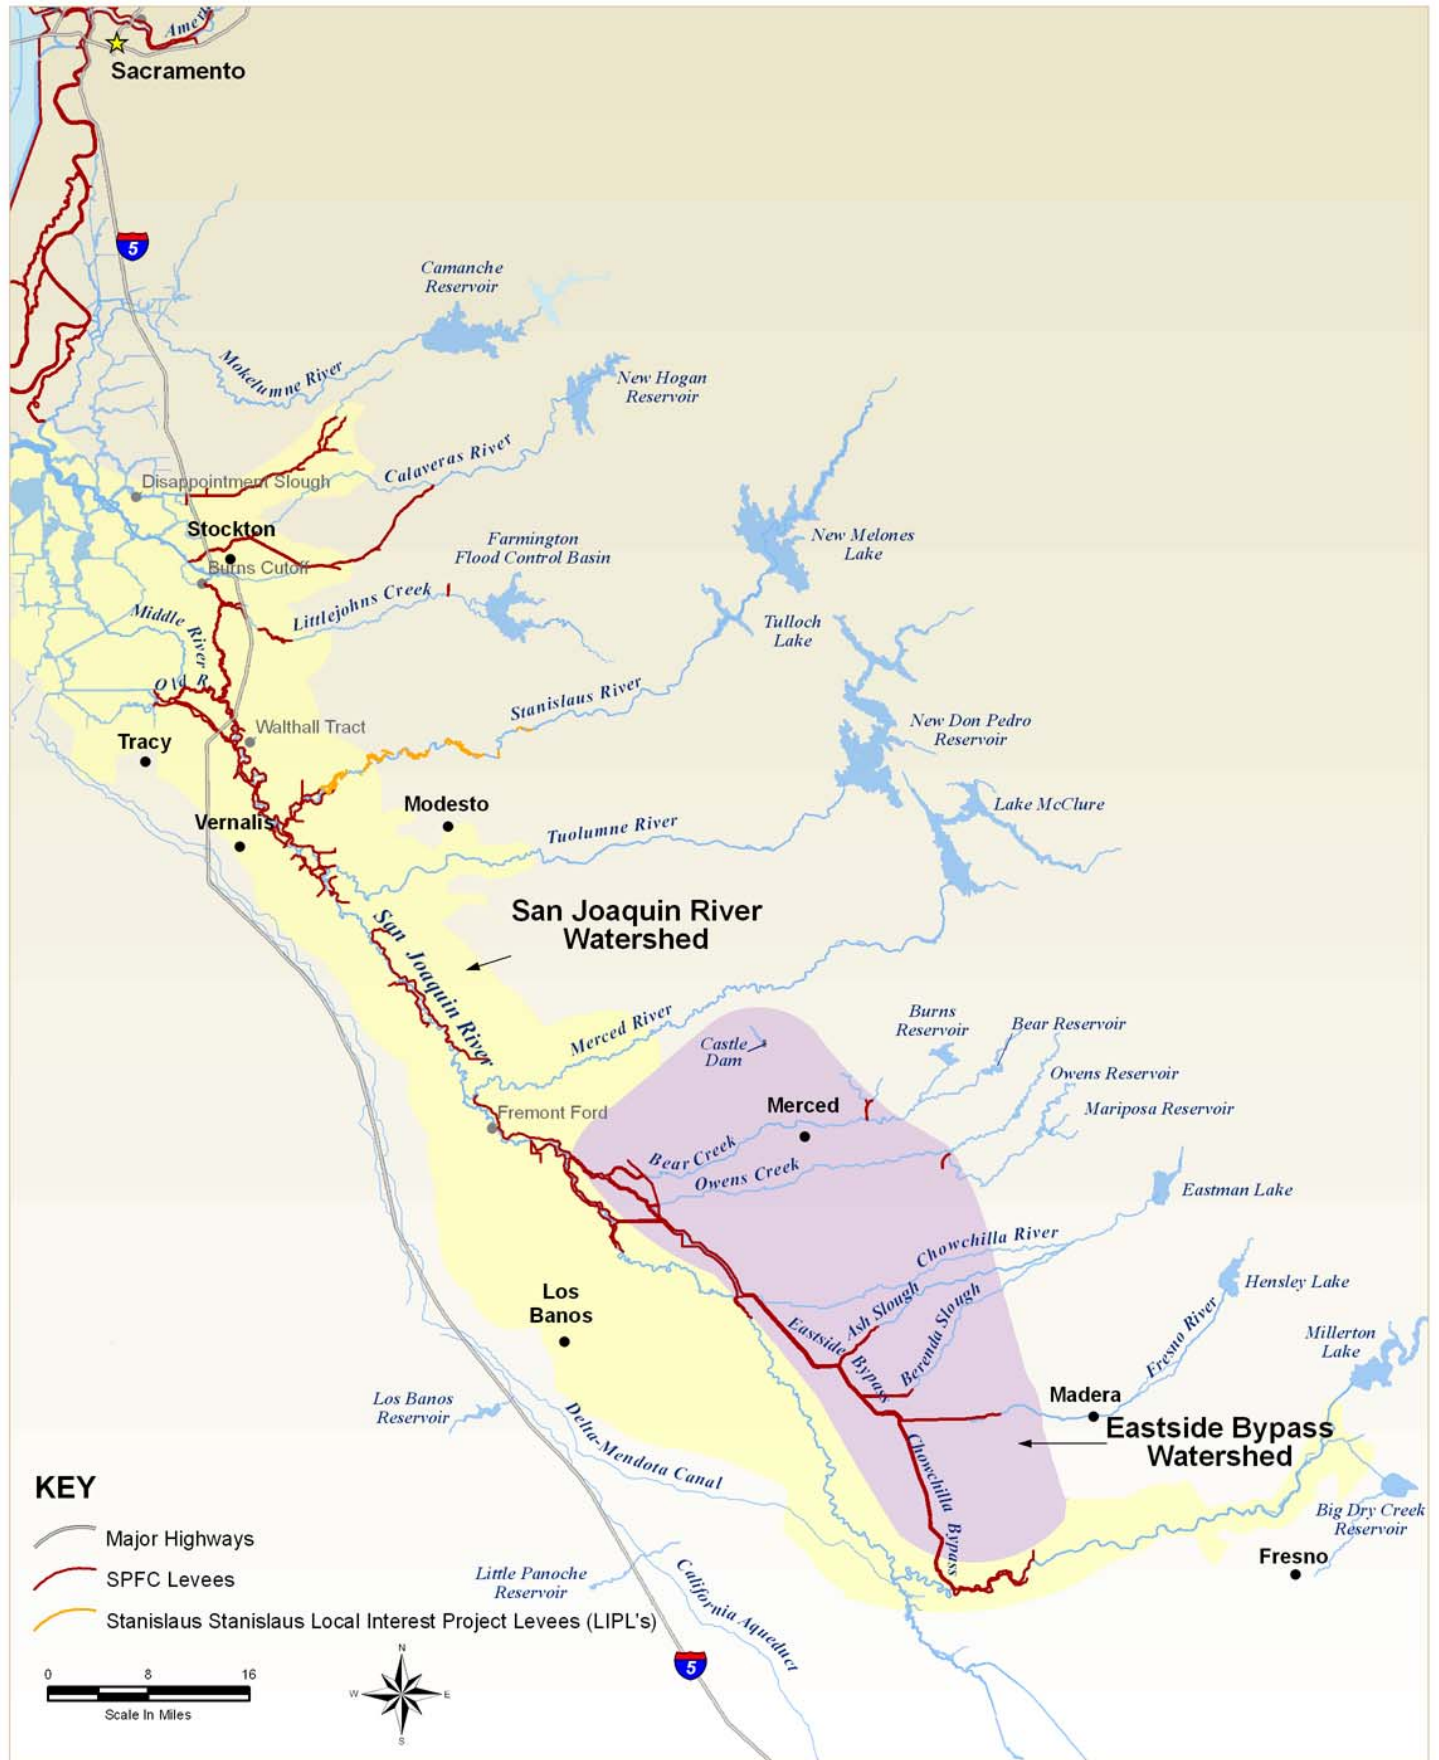 Ameri
Sacramento
5
Camanche
Reservoir
Mokelumne River
New Hogan
Reservoir
Calaveras River
Disappointment Slough
Stockton
Farmington
Flood Control Basin
New Melones
Lake
Burns Cutoff
Littlejohns Creek
Middle River
Tulloch
Lake
Old R
Stanislaus River
New Don Pedro
Reservoir
Walthall Tract
Tracy
Modesto
Lake McClure
Vernalis
Tuolumne River
San Joaquin River
Watershed
San Joaquin River
Merced River
Burns
Reservoir
Bear Reservoir
Castle
Dam
Owens Reservoir
Merced
Mariposa Reservoir
Fremont Ford
Bear Creek
Owens Creek
Eastman Lake
Chowchilla River
Hensley Lake
Los
Banos
Ash Slough
Berenda Slough
Eastside Bypass
Fresno River
Millerton
Lake
Los Banos
Reservoir
Madera
Eastside Bypass
Watershed
Delta-Mendota Canal
Chowchilla Bypass
Big Dry Creek
Reservoir
Fresno
Little Panoche
Reservoir
California Aqueduct
5
KEY
Major Highways
SPFC Levees
Stanislaus Stanislaus Local Interest Project Levees (LIPL's)
0 8 16
Scale In Miles
N
W E
S